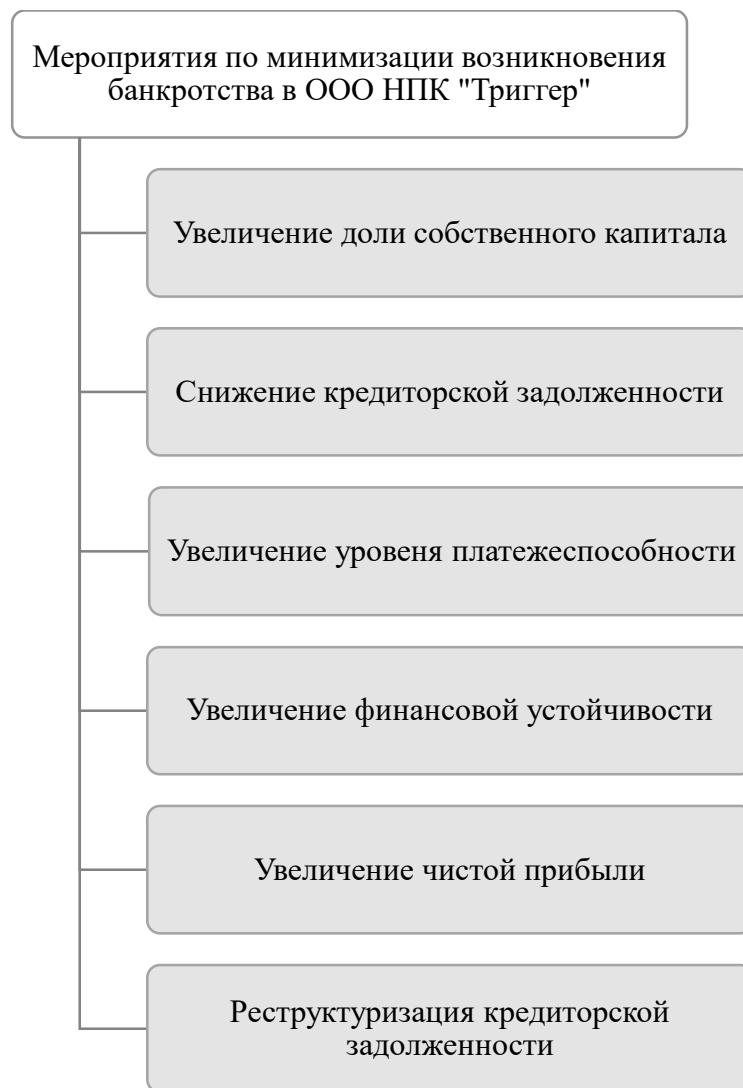 Мероприятия по минимизации возникновения
банкротства в ООО НПК "Триггер"
Увеличение доли собственного капитала
Снижение кредиторской задолженности
Увеличение уровеня платежеспособности
Увеличение финансовой устойчивости
Увеличение чистой прибыли
Реструктуризация кредиторской
задолженности